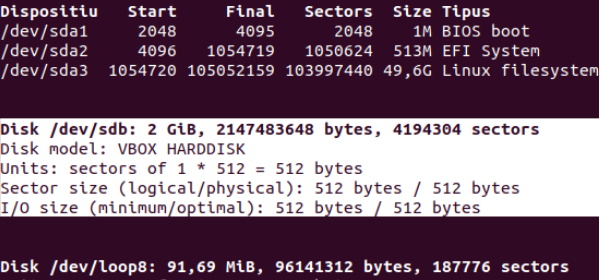 Dispositiu Start Final Sectors Size Tipus
/dev/sda1 2048 4095 2048 1M BIOS boot
/dev/sda2 4096 1054719 1050624 513M EFI System
/dev/sda3 1054720 105052159 103997440 49,6G Linux filesystem
Disk /dev/sdb: 2 GiB, 2147483648 bytes, 4194304 sectors
Disk model: VBOX HARDDISK
Units: sectors of 1 * 512 = 512 bytes
Sector size (logical/physical): 512 bytes / 512 bytes
I/O size (minimum/optimal): 512 bytes / 512 bytes
Disk /dev/loop8: 91,69 MiB, 96141312 bytes, 187776 sectors